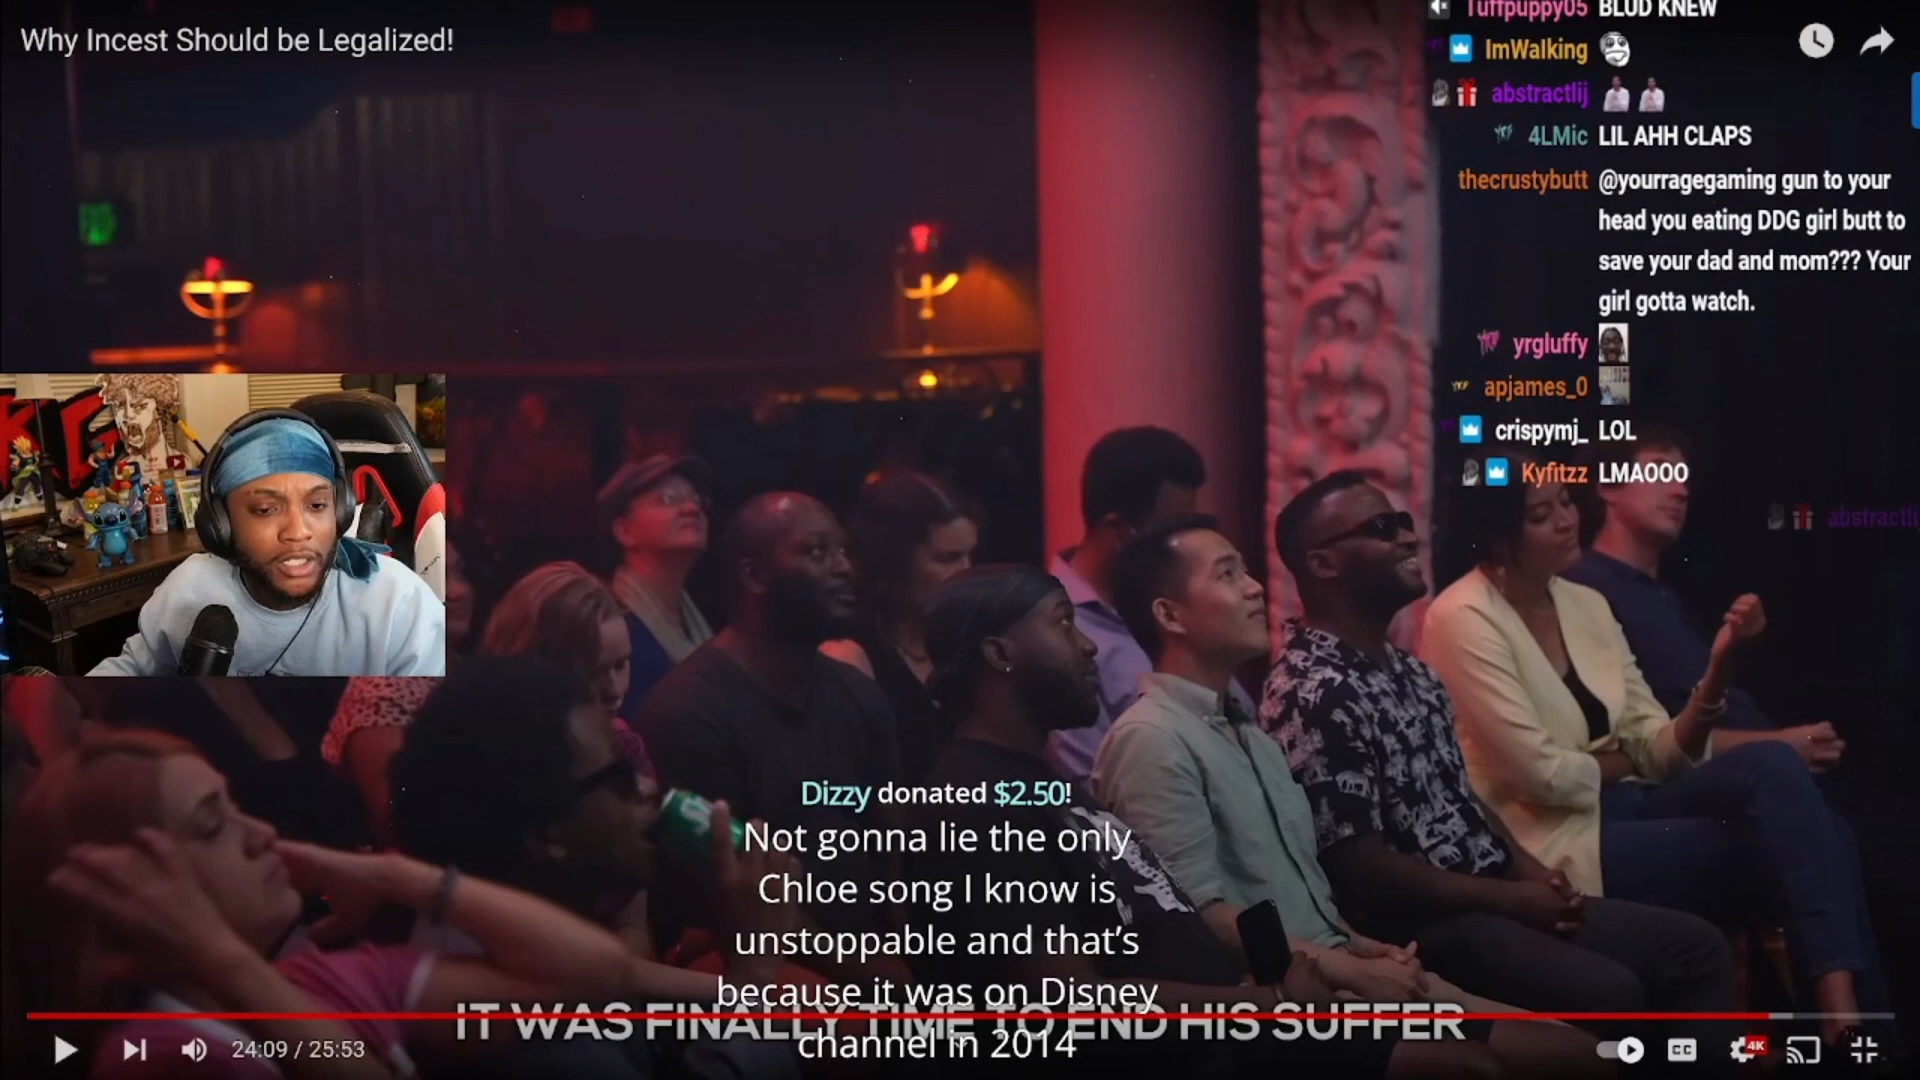 Why Incest Should be Legalized!
Tuffpuppy05 BLUD KNEW
ImWalking
abstractlij
4LMic LIL AHH CLAPS
thecrustybutt @yourragegaming gun to your
head you eating DDG girl butt to
save your dad and mom??? Your
girl gotta watch.
yrgluffy
apjames_0
crispymj_ LOL
Kyfitzz LMAOOO
abstractli
Dizzy donated $2.50!
Not gonna lie the only
Chloe song I know is
unstoppable and that's
because it was on Disney
channel in 2014
IT WAS FINALLY TIME TO END HIS SUFFER
24:09 / 25:53
CC
4K